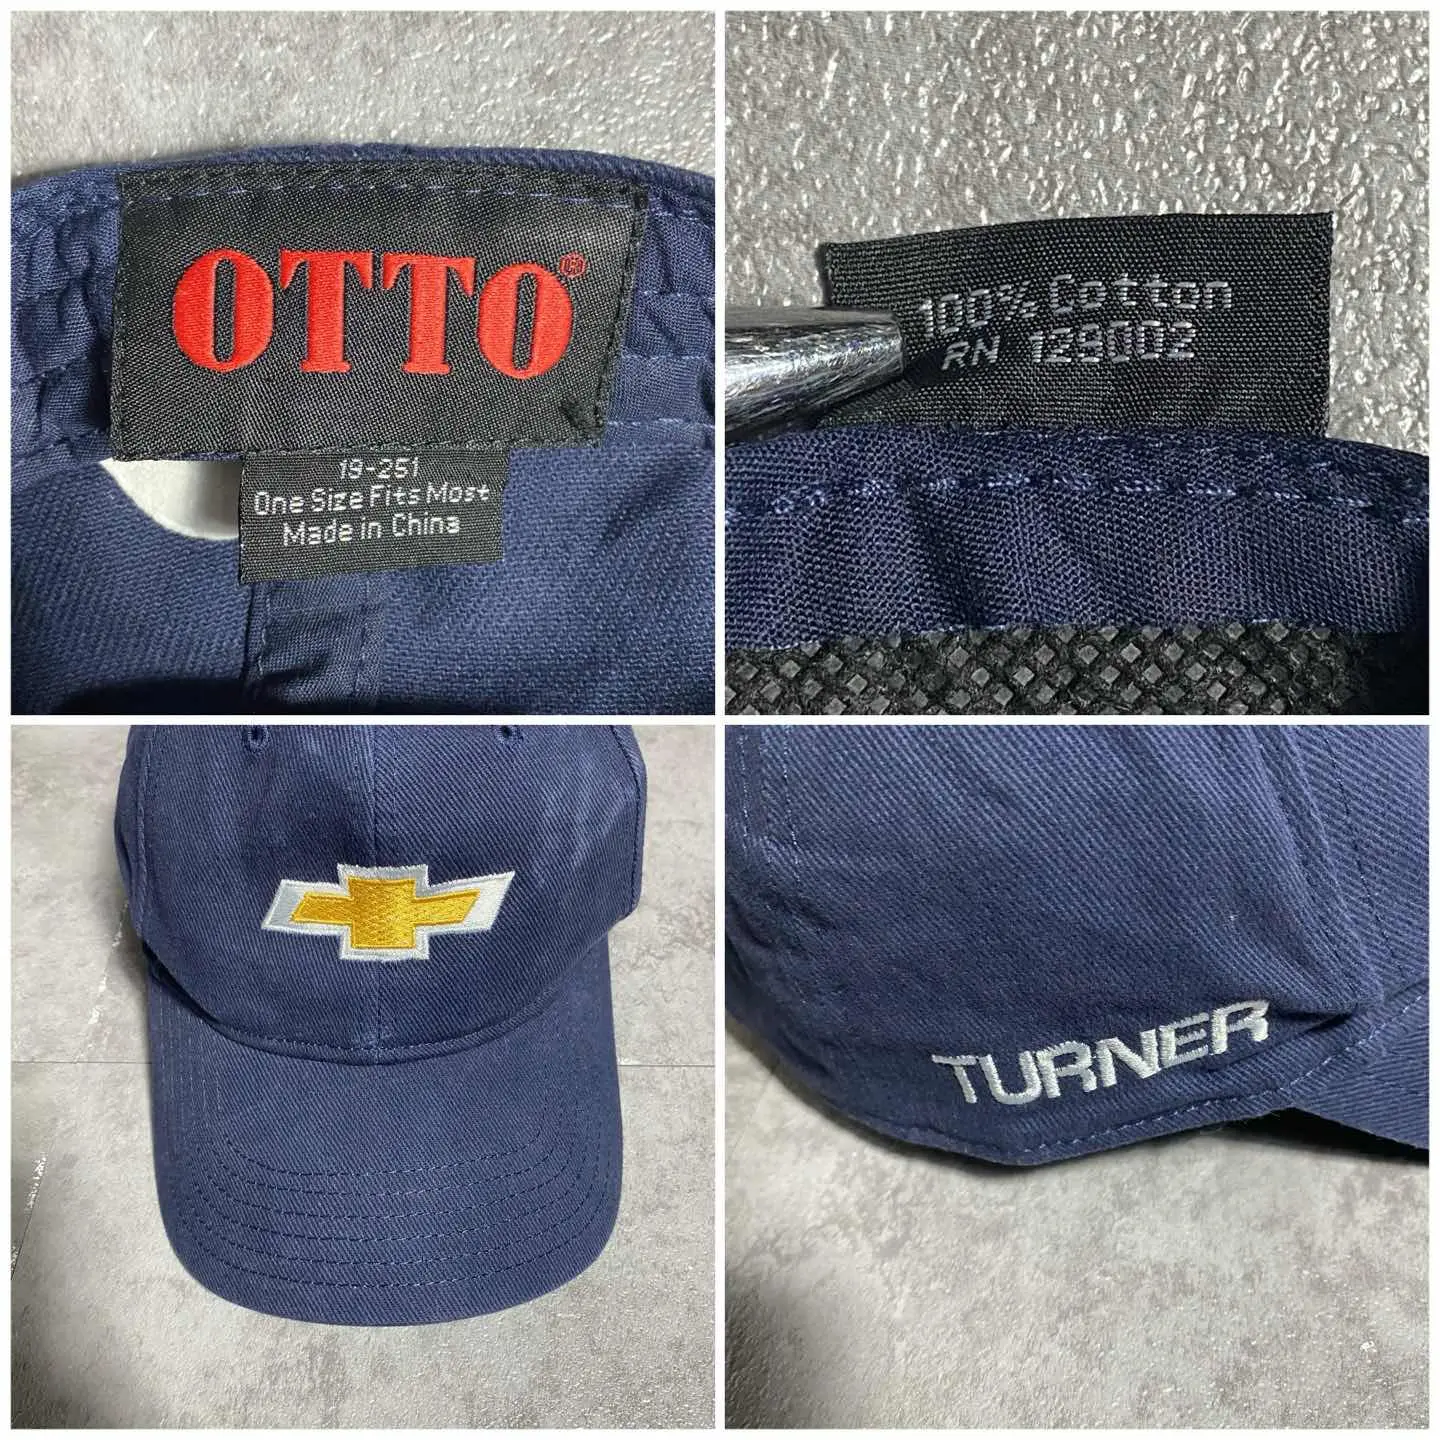 OTTO®
19-251
One Size Fits Most
Made in China
100% Cotton
RN 129002
TURNER